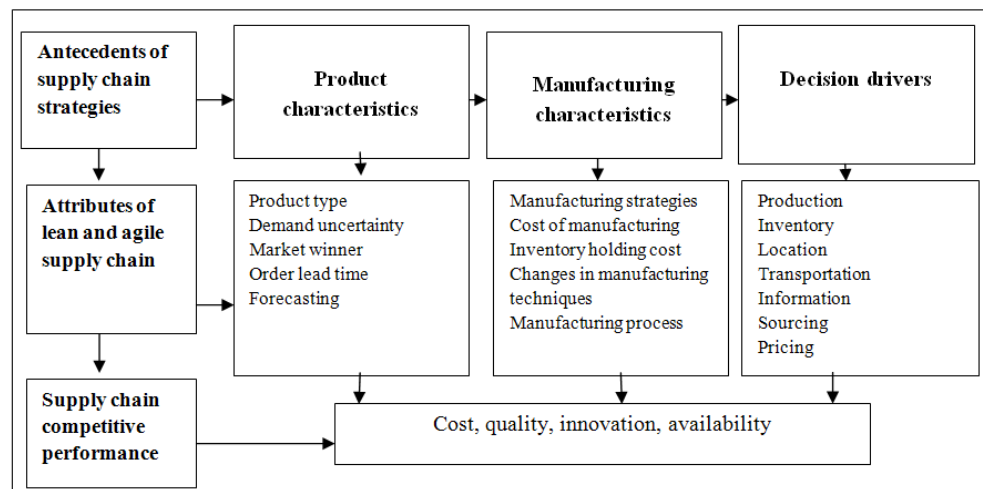 Antecedents of
supply chain
strategies
Product
characteristics
Manufacturing
characteristics
Decision drivers
Attributes of
lean and agile
supply chain
Product type
Demand uncertainty
Market winner
Order lead time
Forecasting
Manufacturing strategies
Cost of manufacturing
Inventory holding cost
Changes in manufacturing
techniques
Manufacturing process
Production
Inventory
Location
Transportation
Information
Sourcing
Pricing
Supply chain
competitive
performance
Cost, quality, innovation, availability